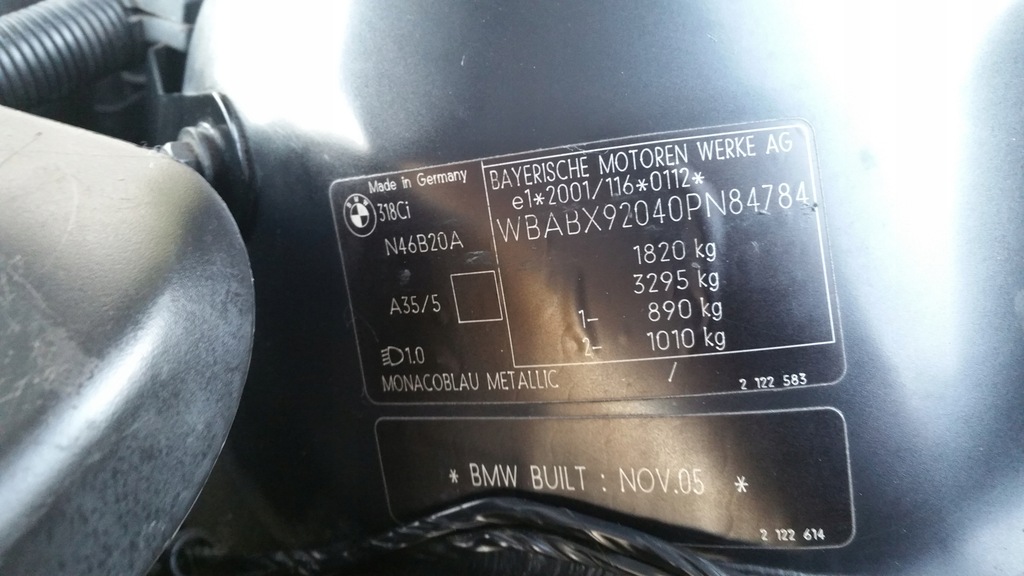 Made in Germany
318Ci
N46B20A
A35/5
1.0
MONACOBLAU METALLIC
BAYERISCHE MOTOREN WERKE AG
e1*2001/116*0112*
WBABX92040PN84784
1820 kg
3295 kg
1- 890 kg
2- 1010 kg
/
2 122 583
* BMW BUILT : NOV.05 *
2 122 614